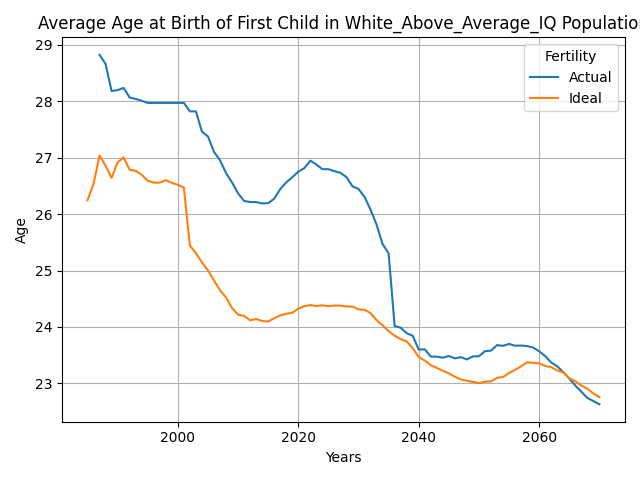 Average Age at Birth of First Child in White_Above_Average_IQ Population
29
28
27
26
25
24
23
Age
2000
2020
2040
2060
Years
Fertility
Actual
Ideal